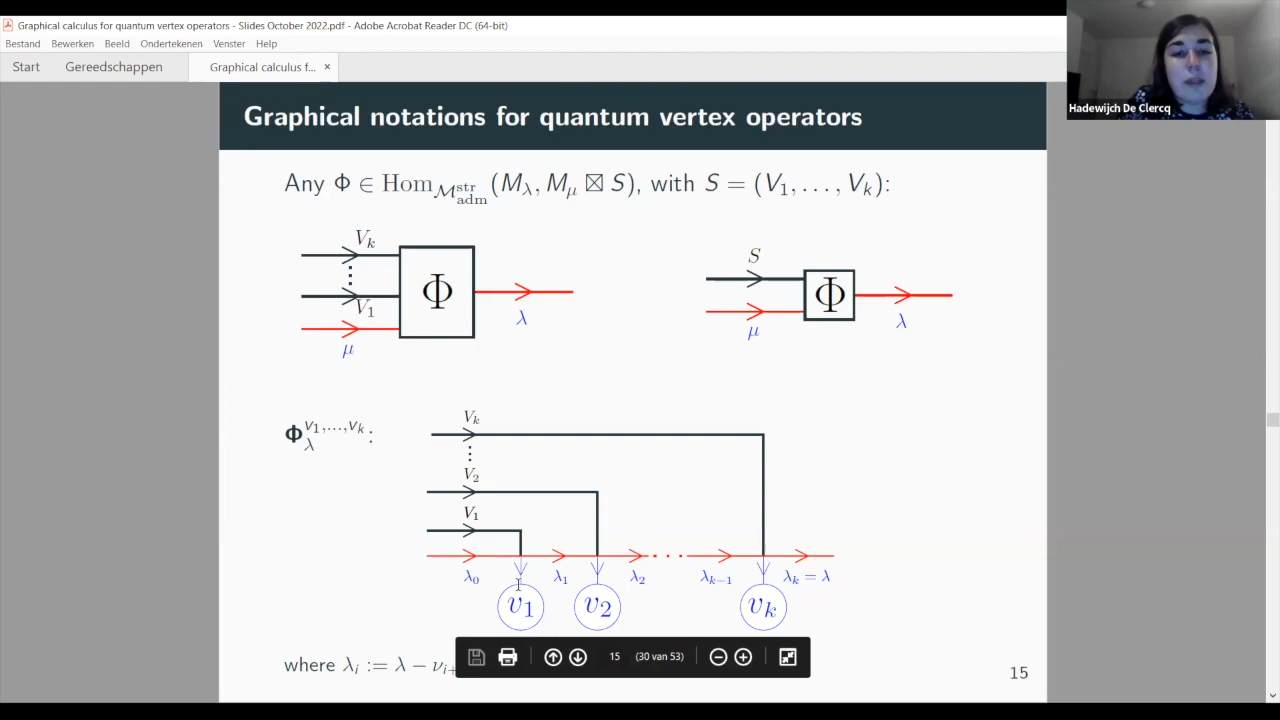 Graphical calculus for quantum vertex operators - Slides October 2022.pdf - Adobe Acrobat Reader DC (64-bit)
Bestand Bewerken Beeld Ondertekenen Venster Help
Start Gereedschappen Graphical calculus f... ×
Hadewijch De Clercq
Graphical notations for quantum vertex operators
Any Φ ∈ Hom_{𝓜^{str}_{adm}}(M_λ, M_μ ⊠ S), with S = (V_1, …, V_k):
V_k
⋮
V_1
μ
Φ
λ
S
μ
Φ
λ
Φ_λ^{v_1,…,v_k}:
V_k
⋮
V_2
V_1
λ_0 λ_1 λ_2 … λ_{k−1} λ_k = λ
v_1 v_2 v_k
where λ_i := λ − ν_{i+
15 (30 van 53)
15